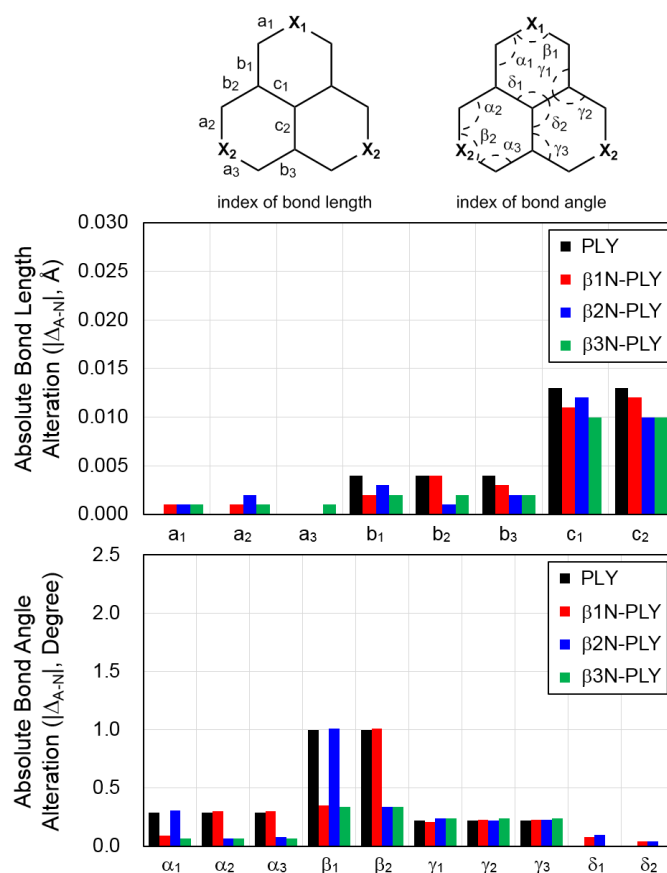 X1
a1
b1
b2
c1
a2
c2
X2
X2
a3
b3
index of bond length
X1
β1
α1
γ1
δ1
α2
γ2
β2
δ2
α3
γ3
X2
X2
index of bond angle
Absolute Bond Length
Alteration (|ΔA-N|, Å)
0.030
0.025
0.020
0.015
0.010
0.005
0.000
PLY
β1N-PLY
β2N-PLY
β3N-PLY
a1 a2 a3 b1 b2 b3 c1 c2
Absolute Bond Angle
Alteration (|ΔA-N|, Degree)
2.5
2.0
1.5
1.0
0.5
0.0
PLY
β1N-PLY
β2N-PLY
β3N-PLY
α1 α2 α3 β1 β2 γ1 γ2 γ3 δ1 δ2